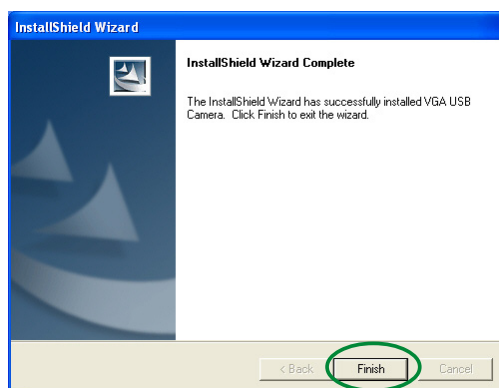 InstallShield Wizard
InstallShield Wizard Complete
The InstallShield Wizard has successfully installed VGA USB
Camera. Click Finish to exit the wizard.
< Back
Finish
Cancel